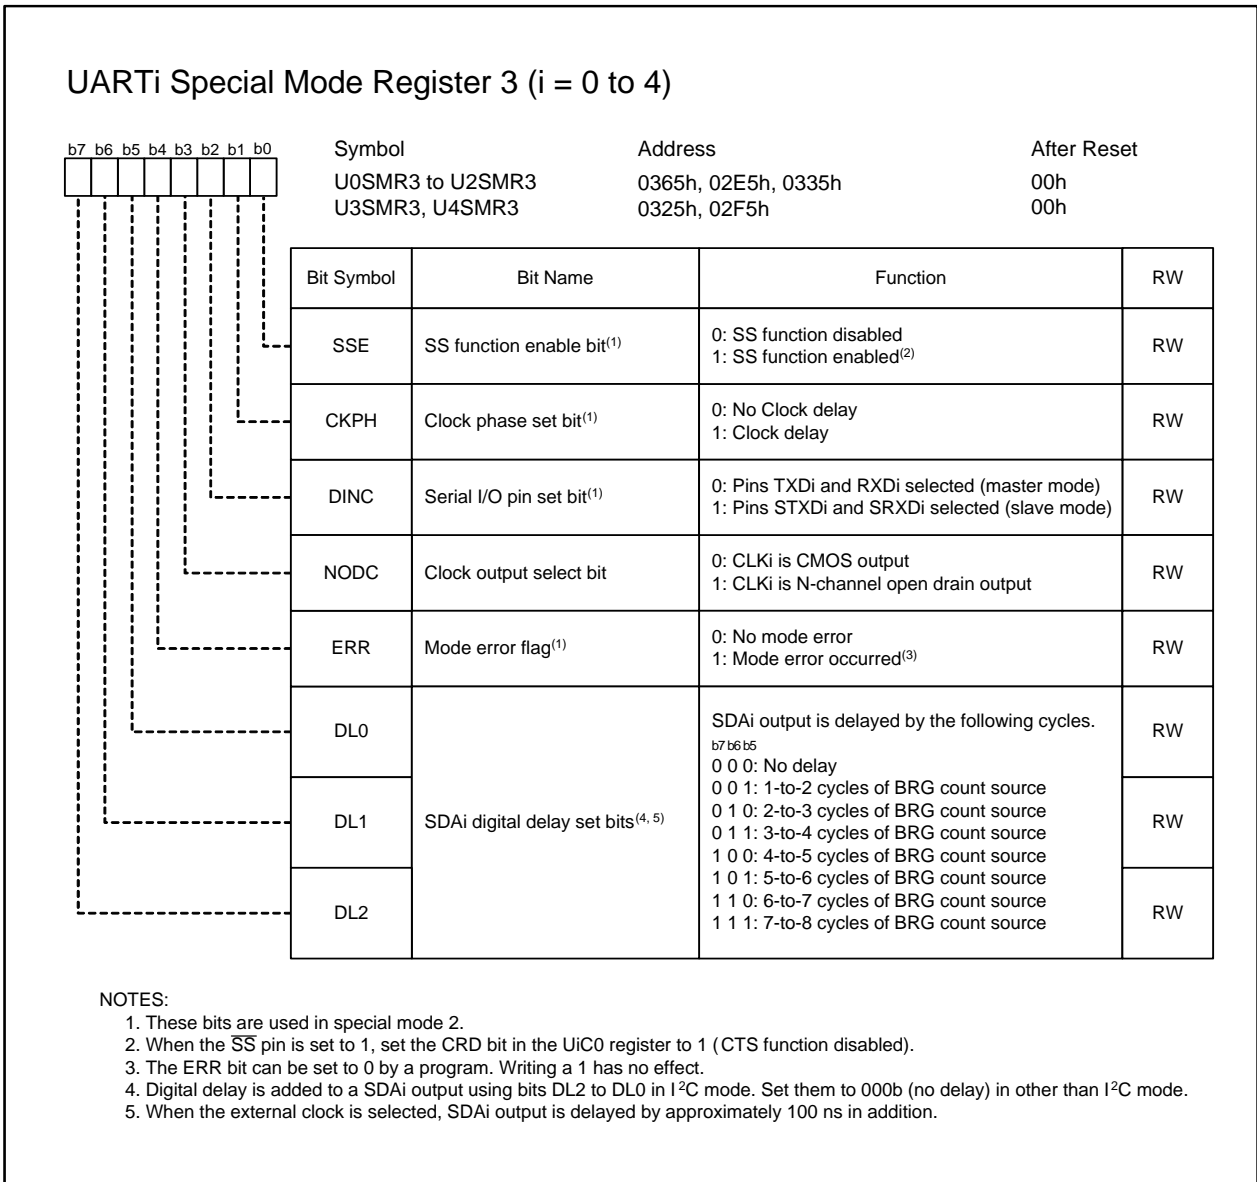 UARTi Special Mode Register 3 (i = 0 to 4)
b7 b6 b5 b4 b3 b2 b1 b0
Symbol Address After Reset
U0SMR3 to U2SMR3 0365h, 02E5h, 0335h 00h
U3SMR3, U4SMR3 0325h, 02F5h 00h
Bit Symbol Bit Name Function RW
SSE SS function enable bit(1) 0: SS function disabled
1: SS function enabled(2) RW
CKPH Clock phase set bit(1) 0: No Clock delay
1: Clock delay RW
DINC Serial I/O pin set bit(1) 0: Pins TXDi and RXDi selected (master mode)
1: Pins STXDi and SRXDi selected (slave mode) RW
NODC Clock output select bit 0: CLKi is CMOS output
1: CLKi is N-channel open drain output RW
ERR Mode error flag(1) 0: No mode error
1: Mode error occurred(3) RW
DL0 RW
DL1 RW
DL2 RW
SDAi digital delay set bits(4, 5)
SDAi output is delayed by the following cycles.
b7 b6 b5
0 0 0: No delay
0 0 1: 1-to-2 cycles of BRG count source
0 1 0: 2-to-3 cycles of BRG count source
0 1 1: 3-to-4 cycles of BRG count source
1 0 0: 4-to-5 cycles of BRG count source
1 0 1: 5-to-6 cycles of BRG count source
1 1 0: 6-to-7 cycles of BRG count source
1 1 1: 7-to-8 cycles of BRG count source
NOTES:
1. These bits are used in special mode 2.
2. When the S̅S̅ pin is set to 1, set the CRD bit in the UiC0 register to 1 (CTS function disabled).
3. The ERR bit can be set to 0 by a program. Writing a 1 has no effect.
4. Digital delay is added to a SDAi output using bits DL2 to DL0 in I²C mode. Set them to 000b (no delay) in other than I²C mode.
5. When the external clock is selected, SDAi output is delayed by approximately 100 ns in addition.